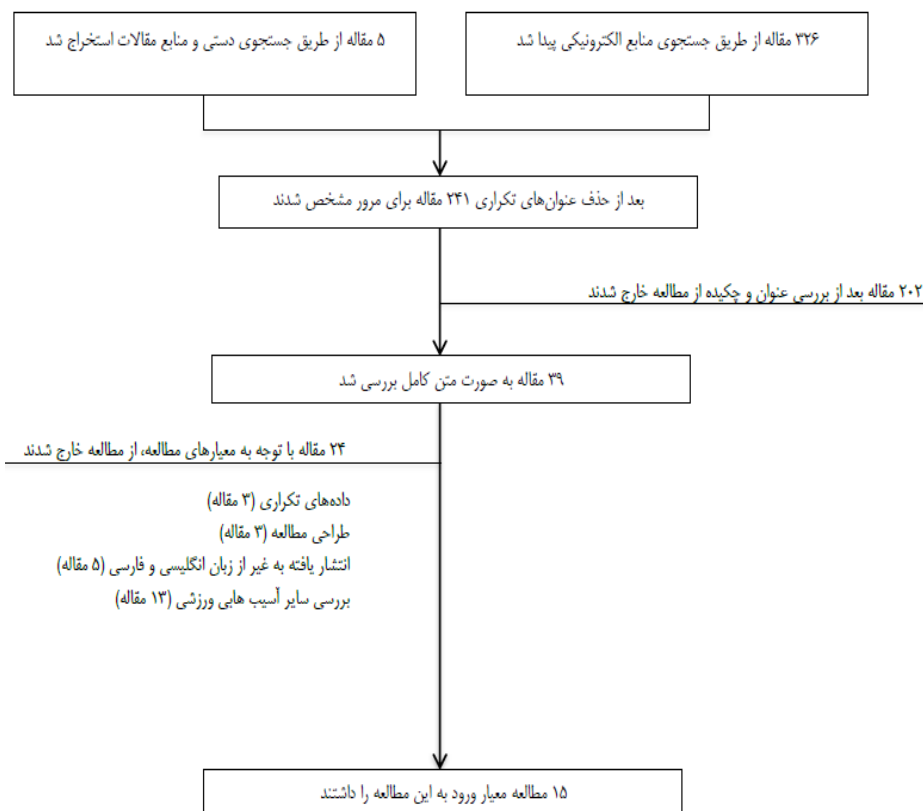 ۳۲۶ مقاله از طریق جستجوی منابع الکترونیکی پیدا شد
۵ مقاله از طریق جستجوی دستی و منابع مقالات استخراج شد
بعد از حذف عنوان‌های تکراری ۲۴۱ مقاله برای مرور مشخص شدند
۲۰۲ مقاله بعد از بررسی عنوان و چکیده از مطالعه خارج شدند
۳۹ مقاله به صورت متن کامل بررسی شد
۲۴ مقاله با توجه به معیارهای مطالعه، از مطالعه خارج شدند
داده‌های تکراری (۳ مقاله)
طراحی مطالعه (۳ مقاله)
انتشار یافته به غیر از زبان انگلیسی و فارسی (۵ مقاله)
بررسی سایر آسیب هایی ورزشی (۱۳ مقاله)
۱۵ مطالعه معیار ورود به این مطالعه را داشتند